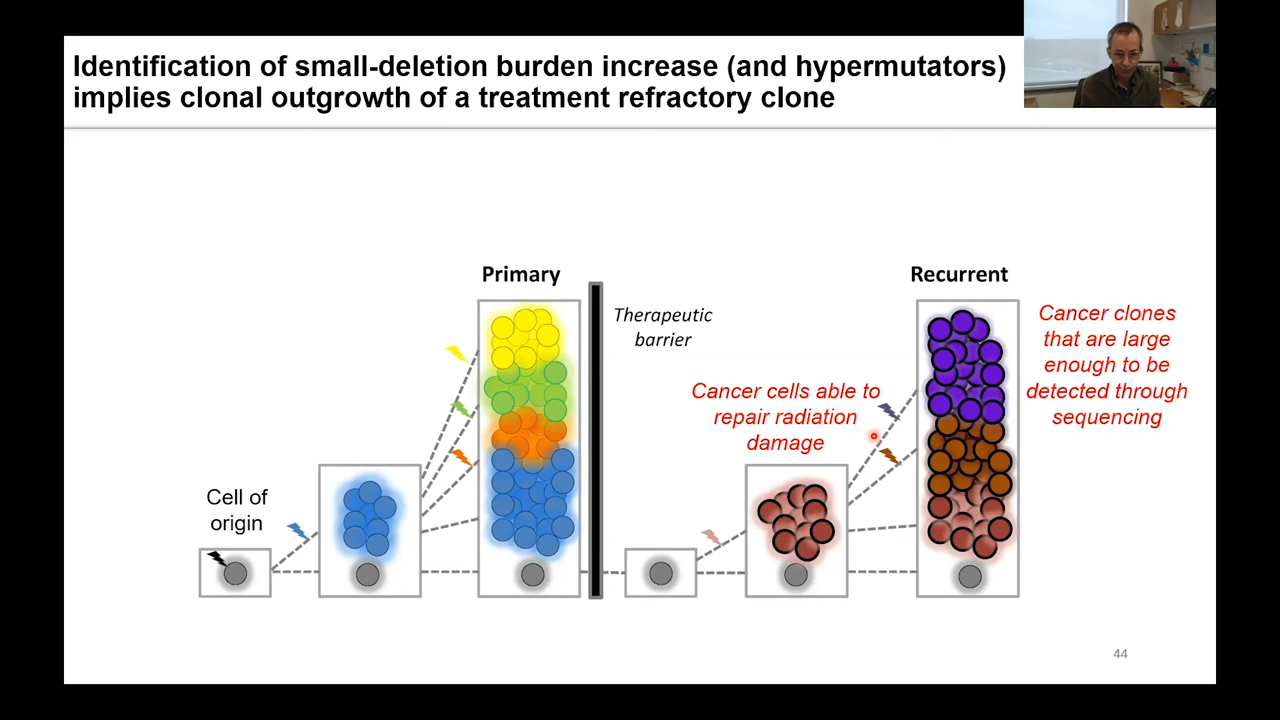 Identification of small-deletion burden increase (and hypermutators)
implies clonal outgrowth of a treatment refractory clone
Primary
Recurrent
Therapeutic
barrier
Cancer clones
that are large
enough to be
detected through
sequencing
Cancer cells able to
repair radiation
damage
Cell of
origin
44